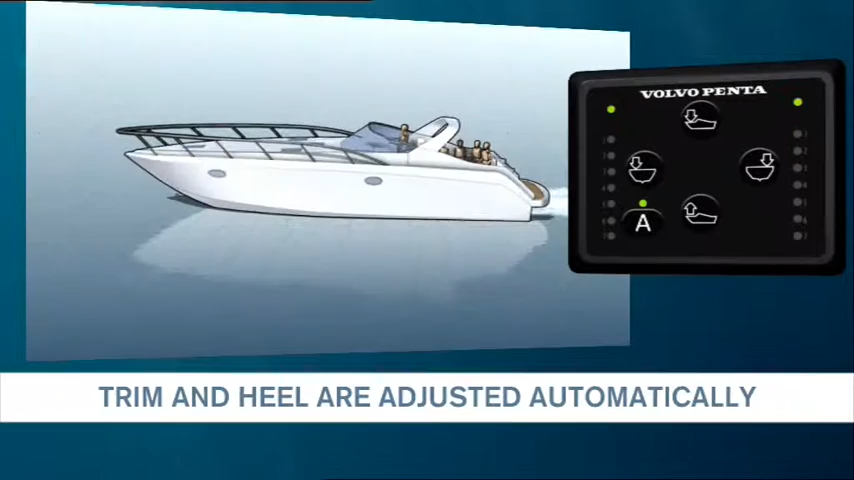 VOLVO PENTA
A
TRIM AND HEEL ARE ADJUSTED AUTOMATICALLY